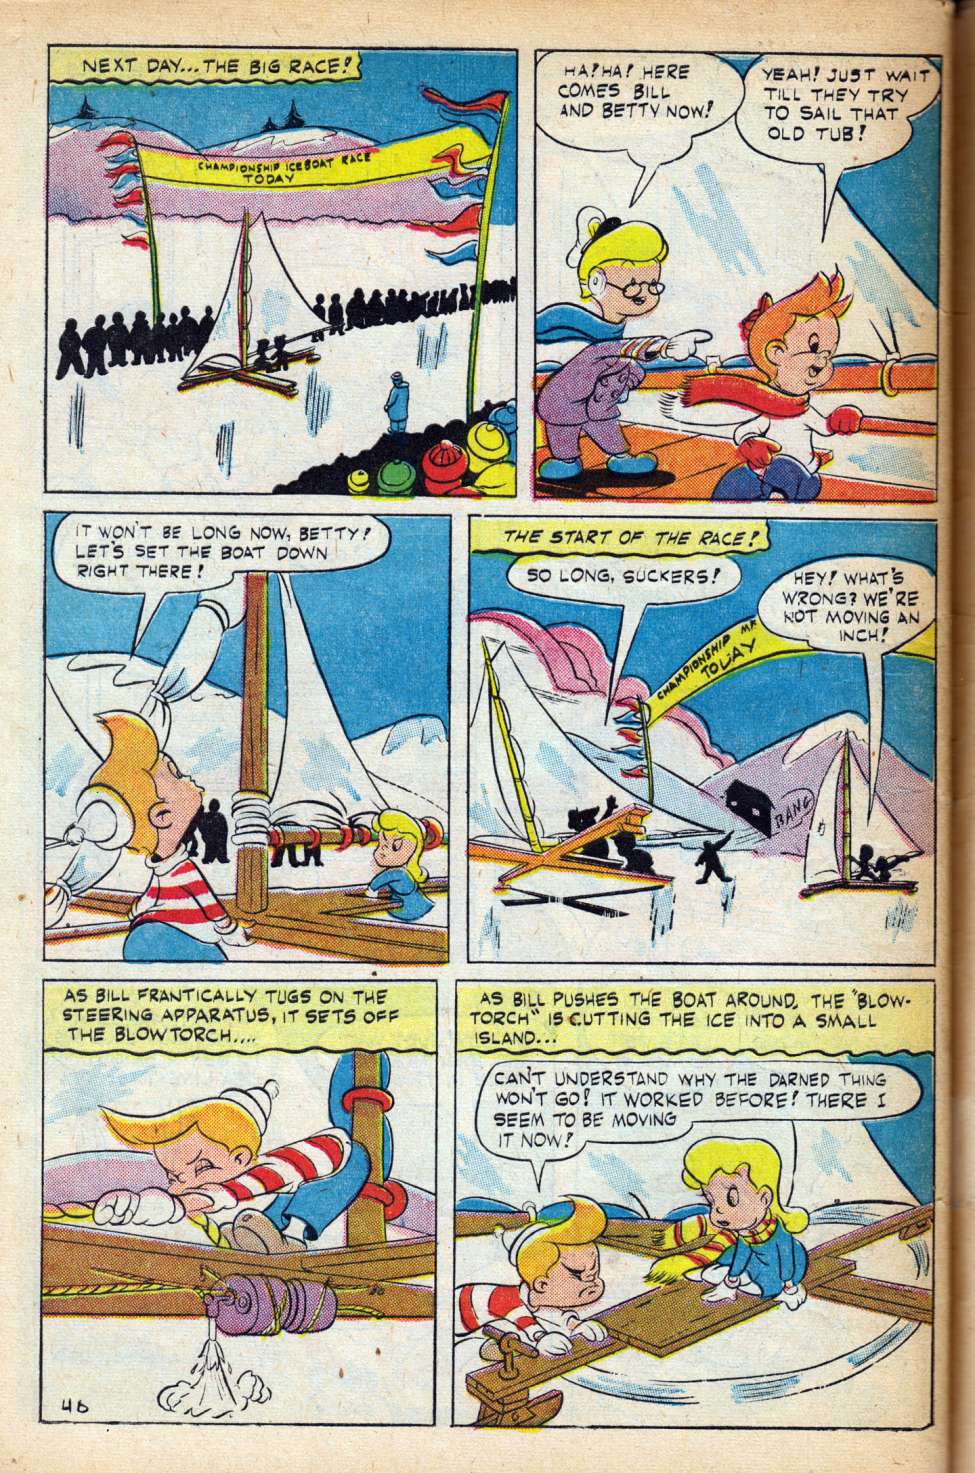 NEXT DAY...THE BIG RACE!
CHAMPIONSHIP ICEBOAT RACE
TODAY
HA! HA! HERE
COMES BILL
AND BETTY NOW!
YEAH! JUST WAIT
TILL THEY TRY
TO SAIL THAT
OLD TUB!
IT WON'T BE LONG NOW, BETTY!
LET'S SET THE BOAT DOWN
RIGHT THERE!
THE START OF THE RACE!
SO LONG, SUCKERS!
HEY! WHAT'S
WRONG? WE'RE
NOT MOVING AN
INCH!
CHAMPIONSHIP
TODAY
BANG
AS BILL FRANTICALLY TUGS ON THE
STEERING APPARATUS, IT SETS OFF
THE BLOWTORCH....
AS BILL PUSHES THE BOAT AROUND, THE "BLOW-
TORCH" IS CUTTING THE ICE INTO A SMALL
ISLAND...
CAN'T UNDERSTAND WHY THE DARNED THING
WON'T GO! IT WORKED BEFORE! THERE I
SEEM TO BE MOVING
IT NOW!